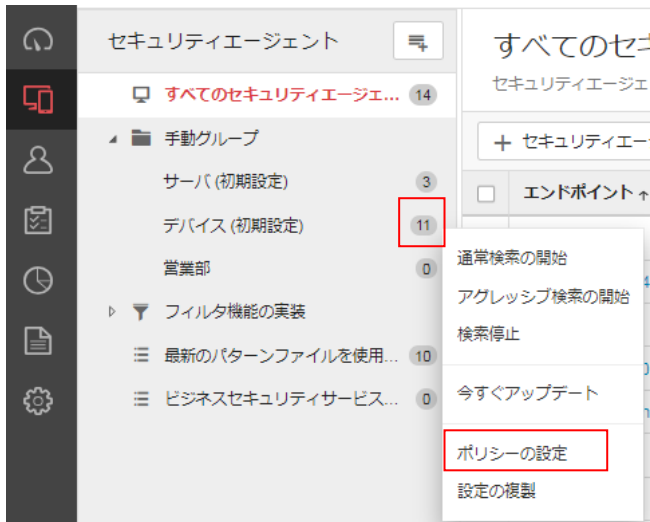 セキュリティエージェント
すべてのセキュリティエージェ... 14
手動グループ
サーバ (初期設定) 3
デバイス (初期設定) 11
営業部 0
フィルタ機能の実装
最新のパターンファイルを使用... 10
ビジネスセキュリティサービス... 0
すべてのセキ
セキュリティエージェ
+ セキュリティエー
エンドポイント ↑
通常検索の開始
アグレッシブ検索の開始
検索停止
今すぐアップデート
ポリシーの設定
設定の複製